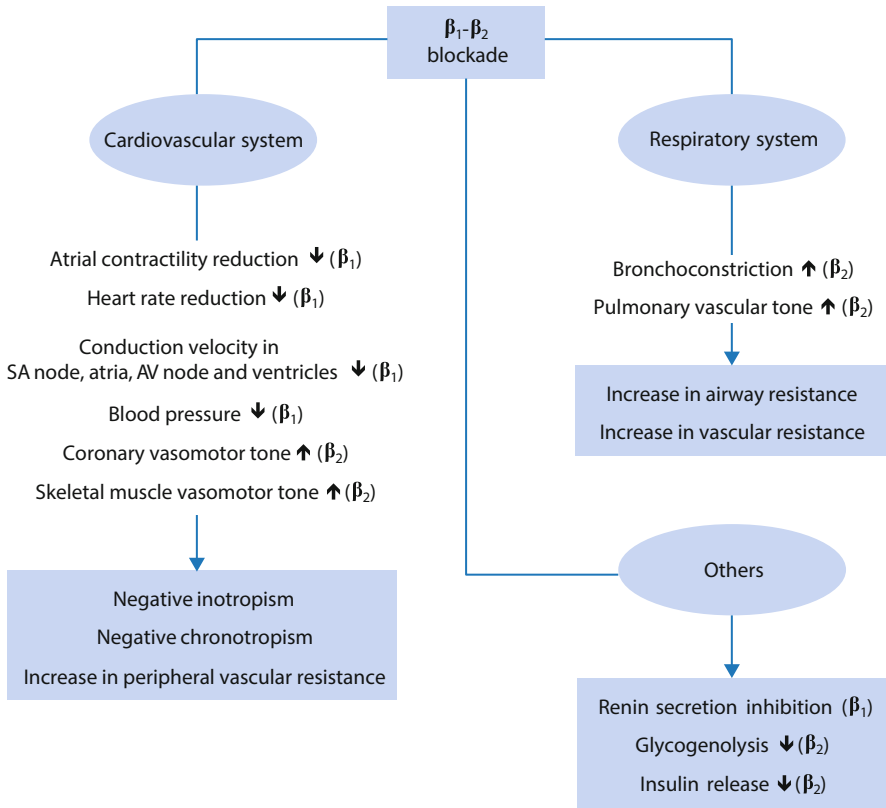 β₁-β₂
blockade
Cardiovascular system
Atrial contractility reduction 🡻 (β₁)
Heart rate reduction 🡻 (β₁)
Conduction velocity in
SA node, atria, AV node and ventricles 🡻 (β₁)
Blood pressure 🡻 (β₁)
Coronary vasomotor tone 🡹 (β₂)
Skeletal muscle vasomotor tone 🡹 (β₂)
Negative inotropism
Negative chronotropism
Increase in peripheral vascular resistance
Respiratory system
Bronchoconstriction 🡹 (β₂)
Pulmonary vascular tone 🡹 (β₂)
Increase in airway resistance
Increase in vascular resistance
Others
Renin secretion inhibition (β₁)
Glycogenolysis 🡻 (β₂)
Insulin release 🡻 (β₂)